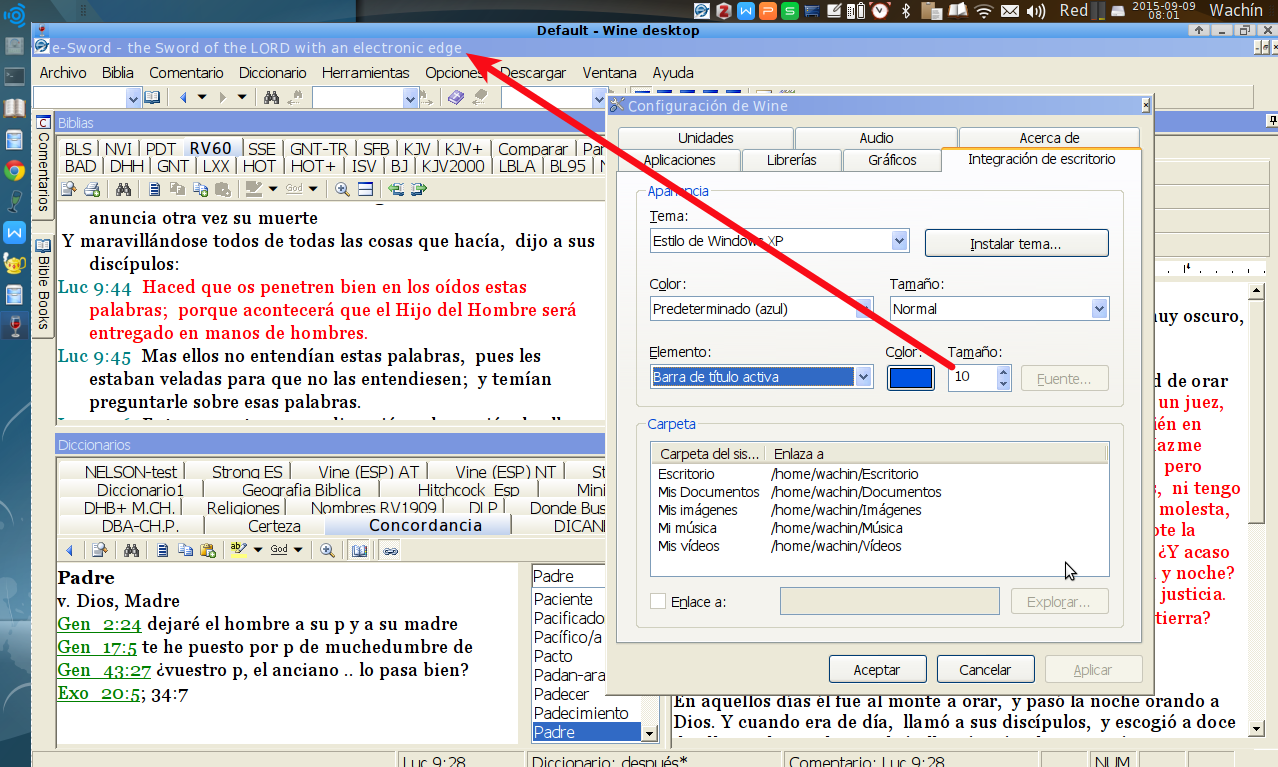 Red
2015-09-09
08:01
Wachín
Default - Wine desktop
e-Sword - the Sword of the LORD with an electronic edge
Archivo Biblia Comentario Diccionario Herramientas Opciones Descargar Ventana Ayuda
Comentarios
Bible Books
Biblias
BLS NVI PDT RV60 SSE GNT-TR SFB KJV KJV+ Comparar
BAD DHH GNT LXX HOT HOT+ ISV BJ KJV2000 LBLA BL95
anuncia otra vez su muerte
Y maravillándose todos de todas las cosas que hacía, dijo a sus
discípulos:
Luc 9:44 Haced que os penetren bien en los oídos estas
palabras; porque acontecerá que el Hijo del Hombre será
entregado en manos de hombres.
Luc 9:45 Mas ellos no entendían estas palabras, pues les
estaban veladas para que no las entendiesen; y temían
preguntarle sobre esas palabras.
Diccionarios
NELSON-test Strong ES Vine (ESP) AT Vine (ESP) NT St
Diccionario1 Geografia Biblica Hitchcock_Esp Mini
DHB+ M.CH. Religiones Nombres RV1909 DLP Donde Bus
DBA-CH.P. Certeza Concordancia DICAN
God
Padre
v. Dios, Madre
Gen 2:24 dejaré el hombre a su p y a su madre
Gen 17:5 te he puesto por p de muchedumbre de
Gen 43:27 ¿vuestro p, el anciano .. lo pasa bien?
Exo 20:5; 34:7
Padre
Paciente
Pacificado
Pacífico/a
Pacto
Padan-ara
Padecer
Padecimiento
Padre
Configuración de Wine
Unidades Audio Acerca de
Aplicaciones Librerías Gráficos Integración de escritorio
Apariencia
Tema:
Estilo de Windows XP
Instalar tema...
Color: Tamaño:
Predeterminado (azul) Normal
Elemento: Color: Tamaño:
Barra de título activa 10 Fuente...
Carpeta
Carpeta del sis... Enlaza a
Escritorio /home/wachin/Escritorio
Mis Documentos /home/wachin/Documentos
Mis imágenes /home/wachin/Imágenes
Mi música /home/wachin/Música
Mis vídeos /home/wachin/Vídeos
Enlace a: Explorar...
Aceptar Cancelar Aplicar
muy oscuro,
d de orar
un juez,
ién en
azme
pero
ni tengo
molesta,
ote la
¿Y acaso
y noche?
justicia.
tierra?
En aquellos días él fue al monte a orar, y pasó la noche orando a
Dios. Y cuando era de día, llamó a sus discípulos, y escogió a doce
Luc 9:28 Diccionario: después* Comentario: Luc 9:28 NUM